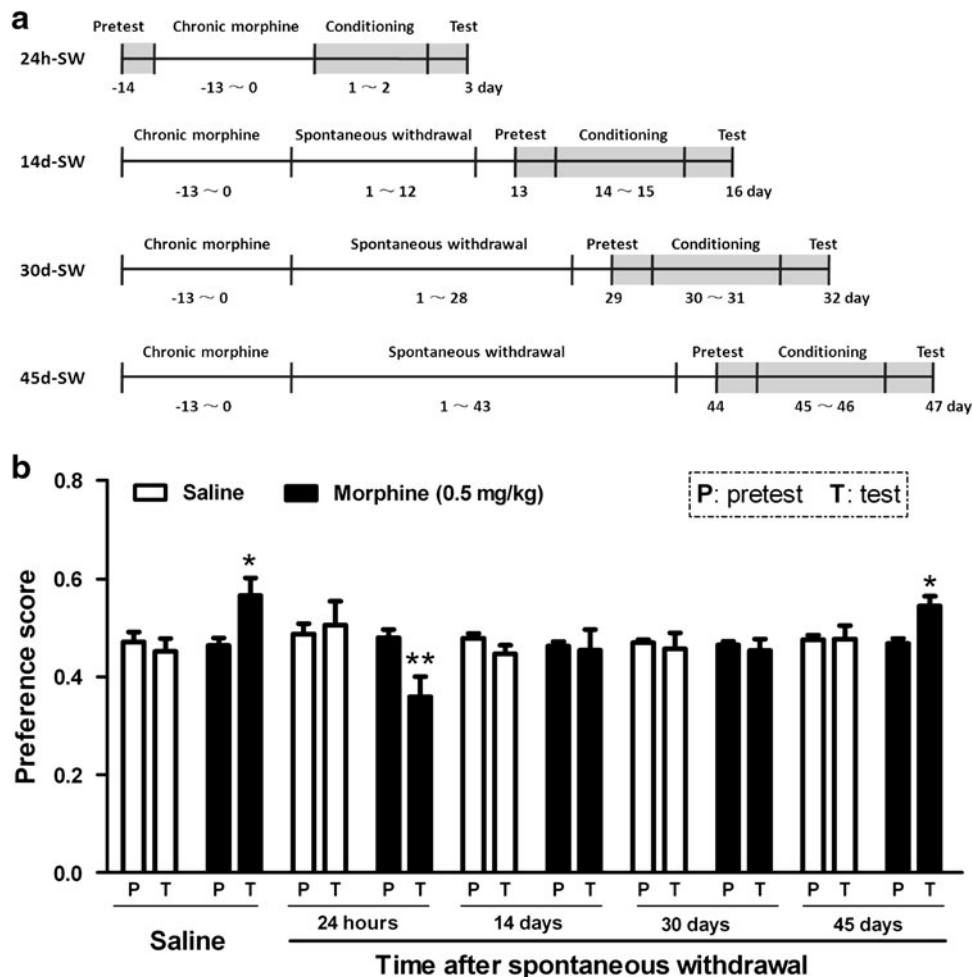 a
Pretest Chronic morphine Conditioning Test
24h-SW
-14 -13 ~ 0 1 ~ 2 3 day
Chronic morphine Spontaneous withdrawal Pretest Conditioning Test
14d-SW
-13 ~ 0 1 ~ 12 13 14 ~ 15 16 day
Chronic morphine Spontaneous withdrawal Pretest Conditioning Test
30d-SW
-13 ~ 0 1 ~ 28 29 30 ~ 31 32 day
Chronic morphine Spontaneous withdrawal Pretest Conditioning Test
45d-SW
-13 ~ 0 1 ~ 43 44 45 ~ 46 47 day
b
Saline Morphine (0.5 mg/kg) P: pretest T: test
Preference score
0.8
0.6
0.4
0.2
0.0
* ** *
P T P T P T P T P T P T P T P T P T P T
Saline 24 hours 14 days 30 days 45 days
Time after spontaneous withdrawal